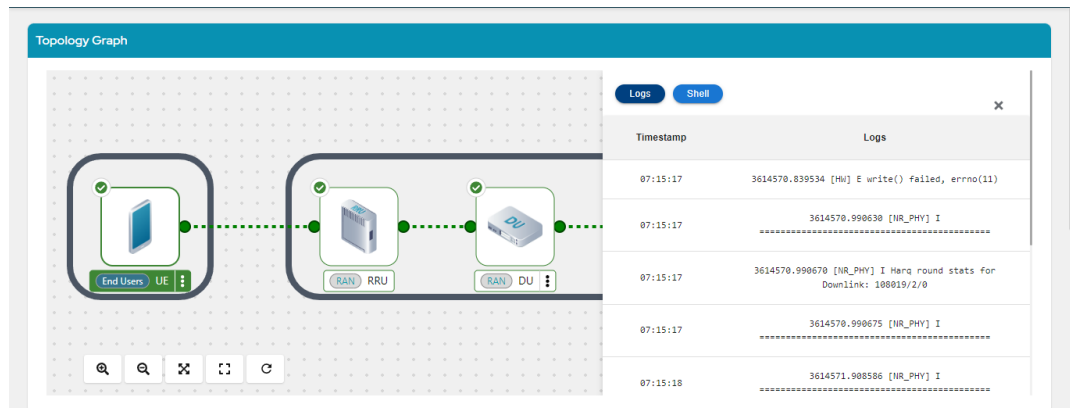 Topology Graph
Logs
Shell
×
Timestamp
Logs
07:15:17
3614570.839534 [HW] E write() failed, errno(11)
07:15:17
3614570.990630 [NR_PHY] I
============================================
07:15:17
3614570.990670 [NR_PHY] I Harq round stats for
Downlink: 108019/2/0
07:15:17
3614570.990675 [NR_PHY] I
============================================
07:15:18
3614571.908586 [NR_PHY] I
============================================
RRU
DU
End Users UE
RAN RRU
RAN DU